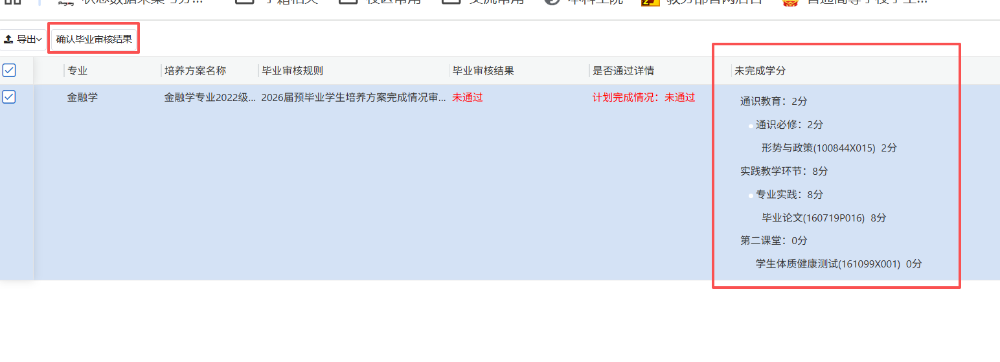 导出
确认毕业审核结果
专业 培养方案名称 毕业审核规则 毕业审核结果 是否通过详情 未完成学分
金融学 金融学专业2022级... 2026届预毕业学生培养方案完成情况审... 未通过 计划完成情况：未通过
通识教育：2分
通识必修：2分
形势与政策(100844X015) 2分
实践教学环节：8分
专业实践：8分
毕业论文(160719P016) 8分
第二课堂：0分
学生体质健康测试(161099X001) 0分